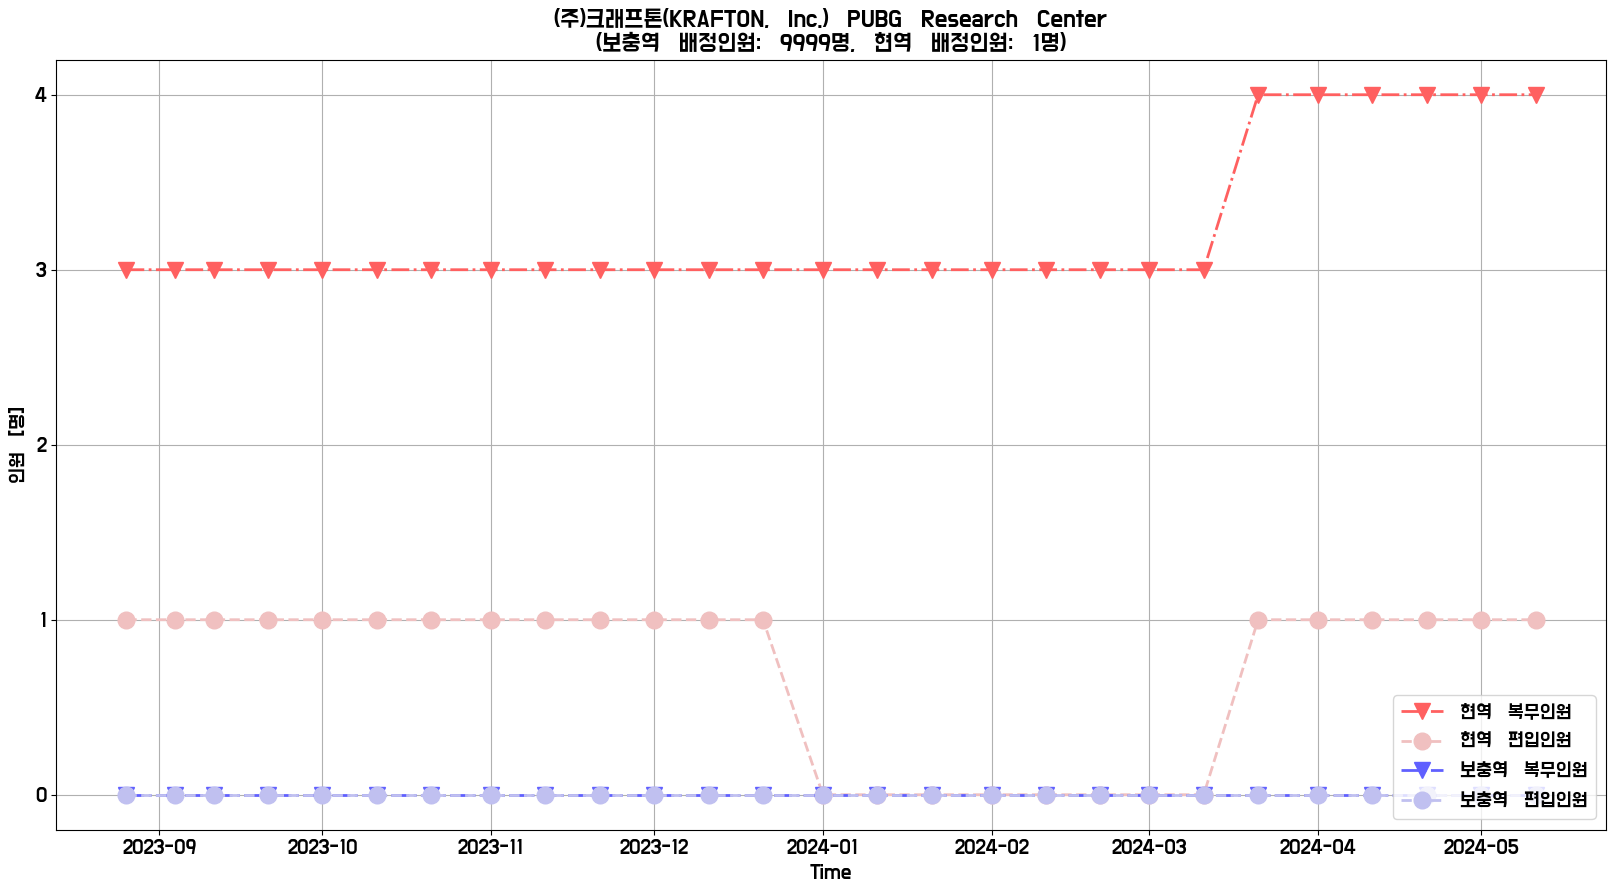 (주)크래프톤(KRAFTON, Inc.) PUBG Research Center
(보충역 배정인원: 9999명, 현역 배정인원: 1명)
인원 [명]
4
3
2
1
0
현역 복무인원
현역 편입인원
보충역 복무인원
보충역 편입인원
2023-09 2023-10 2023-11 2023-12 2024-01 2024-02 2024-03 2024-04 2024-05
Time